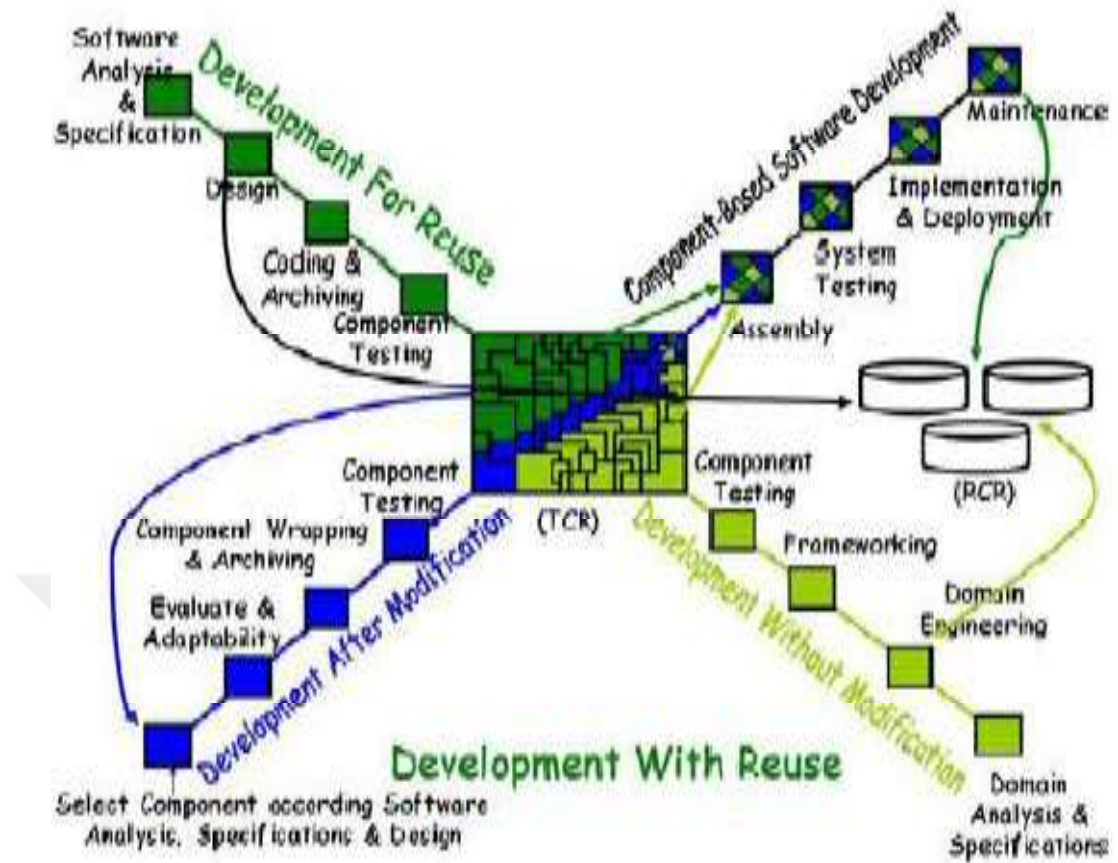 Software
Analysis
&
Specification
Development For Reuse
Design
Coding &
Archiving
Component
Testing
Component-Based Software Development
Maintenance
Implementation
& Deployment
System
Testing
Assembly
(RCR)
(TCR)
Component
Testing
Component Wrapping
& Archiving
Evaluate &
Adaptability
Development After Modification
Select Component according Software
Analysis, Specifications & Design
Component
Testing
Frameworking
Domain
Engineering
Development Without Modification
Domain
Analysis &
Specifications
Development With Reuse